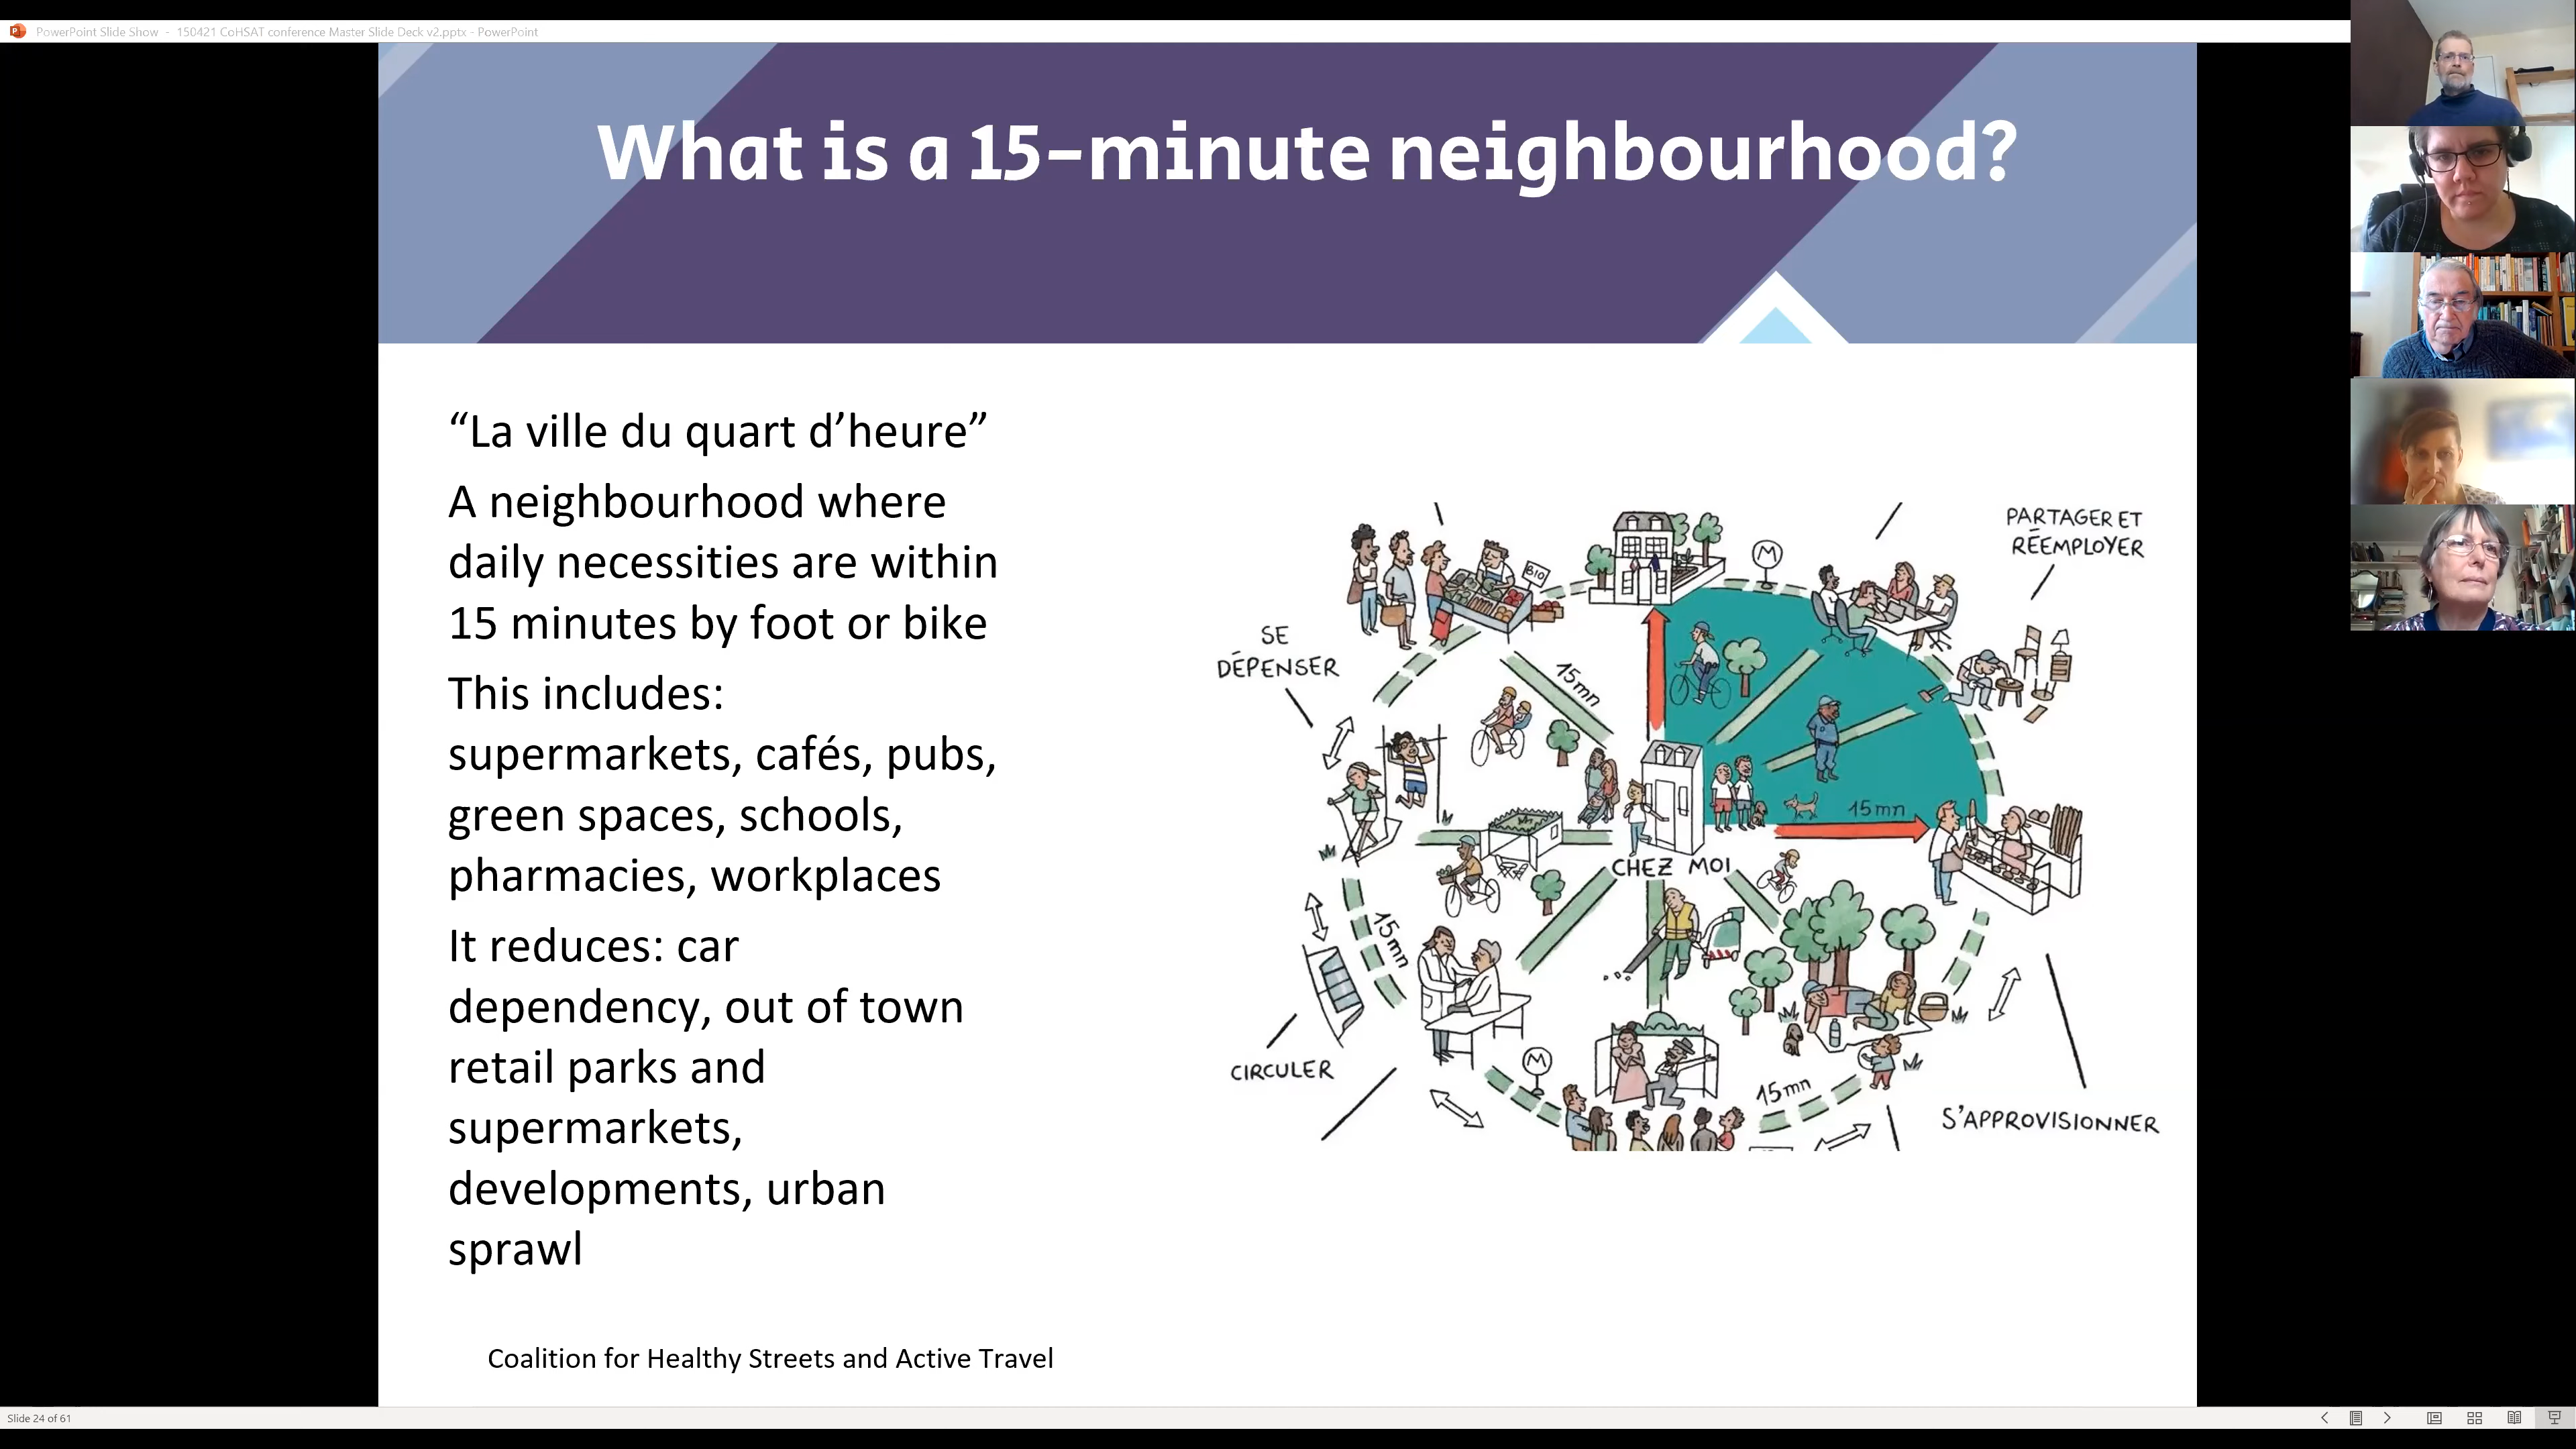 PowerPoint Slide Show - 150421 CoHSAT conference Master Slide Deck v2.pptx - PowerPoint
What is a 15-minute neighbourhood?
“La ville du quart d’heure”
A neighbourhood where
daily necessities are within
15 minutes by foot or bike
This includes:
supermarkets, cafés, pubs,
green spaces, schools,
pharmacies, workplaces
It reduces: car
dependency, out of town
retail parks and
supermarkets,
developments, urban
sprawl
PARTAGER ET
RÉEMPLOYER
M
BIO
SE
DÉPENSER
15mn
15mn
CHEZ MOI
15mn
CIRCULER
M
15mn
S'APPROVISIONNER
Coalition for Healthy Streets and Active Travel
Slide 24 of 61